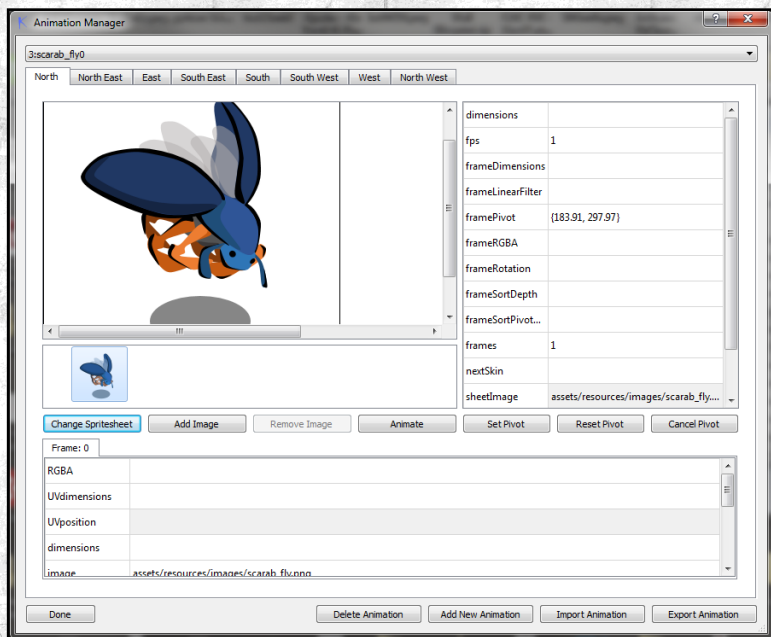 Animation Manager
?
X
3:scarab_fly0
North North East East South East South South West West North West
dimensions
fps 1
frameDimensions
frameLinearFilter
framePivot {183.91, 297.97}
frameRGBA
frameRotation
frameSortDepth
frameSortPivot...
frames 1
nextSkin
sheetImage assets/resources/images/scarab_fly....
Change Spritesheet Add Image Remove Image Animate Set Pivot Reset Pivot Cancel Pivot
Frame: 0
RGBA
UVdimensions
UVposition
dimensions
image assets/resources/images/scarab_fly.png
Done Delete Animation Add New Animation Import Animation Export Animation